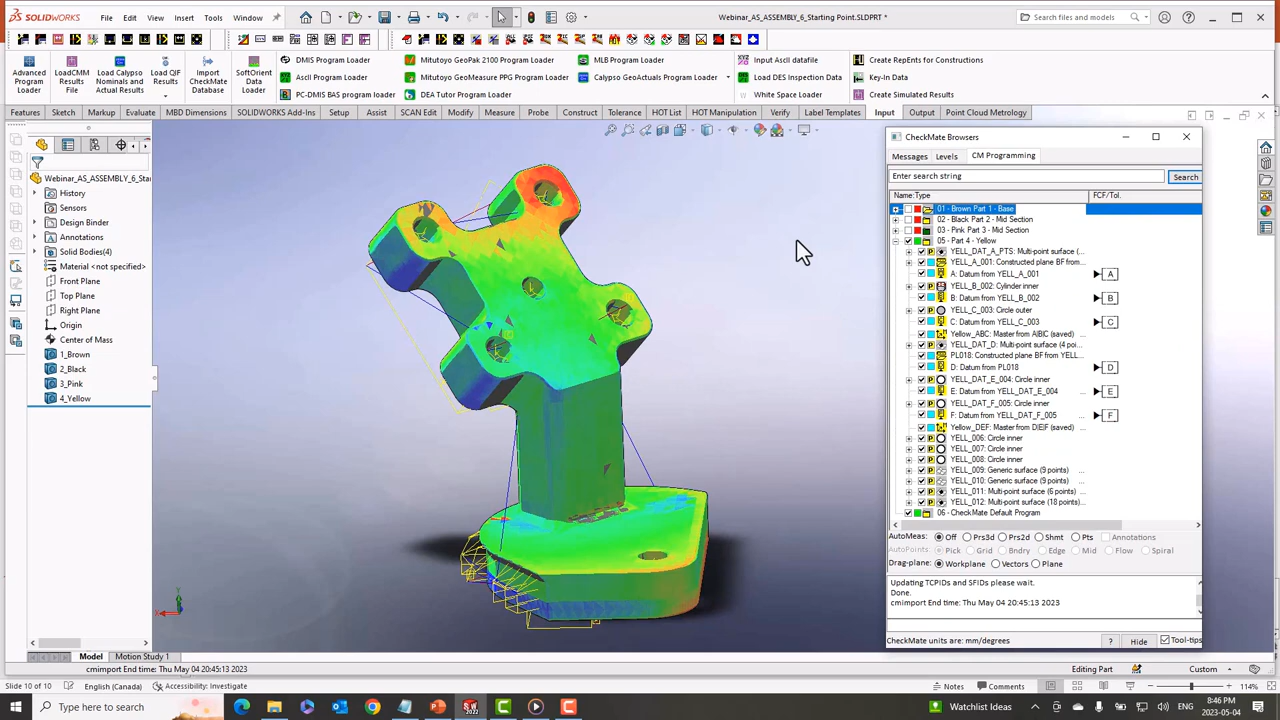 File Edit View Insert Tools Window
Webinar_AS_ASSEMBLY_6_Starting Point.SLDPRT *
Search files and models
Advanced Program Loader
LoadCMM Results
Load Calypso Nominals and Actual Results
Load QIF Results
Import CheckMate Database
SoftOrient Data Loader
DMIS Program Loader
Ascii Program Loader
PC-DMIS BAS program loader
Mitutoyo GeoPak 2100 Program Loader
Mitutoyo GeoMeasure PPG Program Loader
DEA Tutor Program Loader
MLB Program Loader
Calypso GeoActuals Program Loader
Input Ascii datafile
Load DES Inspection Data
White Space Loader
Create RepEnts for Constructions
Key-In Data
Create Simulated Results
Features Sketch Markup Evaluate MBD Dimensions SOLIDWORKS Add-Ins Setup Assist SCAN Edit Modify Measure Probe Construct Tolerance HOT List HOT Manipulation Verify Label Templates Input Output Point Cloud Metrology
Webinar_AS_ASSEMBLY_6_Sta
History
Sensors
Design Binder
Annotations
Solid Bodies(4)
Material <not specified>
Front Plane
Top Plane
Right Plane
Origin
Center of Mass
1_Brown
2_Black
3_Pink
4_Yellow
Y
X
CheckMate Browsers
Messages Levels CM Programming
Enter search string
Search
Name:Type FCF/Tol.
01 - Brown Part 1 - Base
02 - Black Part 2 - Mid Section
03 - Pink Part 3 - Mid Section
05 - Part 4 - Yellow
YELL_DAT_A_PTS: Multi-point surface (...
YELL_A_001: Constructed plane BF from...
A: Datum from YELL_A_001 A
YELL_B_002: Cylinder inner
B: Datum from YELL_B_002 B
YELL_C_003: Circle outer
C: Datum from YELL_C_003 C
Yellow_ABC: Master from A|B|C (saved)
YELL_DAT_D: Multi-point surface (4 poi...
PL018: Constructed plane BF from YELL...
D: Datum from PL018 D
YELL_DAT_E_004: Circle inner
E: Datum from YELL_DAT_E_004 E
YELL_DAT_F_005: Circle inner
F: Datum from YELL_DAT_F_005 F
Yellow_DEF: Master from D|E|F (saved)
YELL_006: Circle inner
YELL_007: Circle inner
YELL_008: Circle inner
YELL_009: Generic surface (9 points) ...
YELL_010: Generic surface (9 points) ...
YELL_011: Multi-point surface (6 points) ...
YELL_012: Multi-point surface (18 points) ...
06 - CheckMate Default Program
AutoMeas: Off Prs3d Prs2d Shmt Pts Annotations
AutoPoints: Pick Grid Bndry Edge Mid Flow Spiral
Drag-plane: Workplane Vectors Plane
Updating TCPIDs and SFIDs please wait.
Done.
cmimport End time: Thu May 04 20:45:13 2023
CheckMate units are: mm/degrees ? Hide Tool-tips
Model Motion Study 1
cmimport End time: Thu May 04 20:45:13 2023 Editing Part Custom
Slide 10 of 10 English (Canada) Accessibility: Investigate Notes Comments 114%
Type here to search
Watchlist Ideas
8:46 PM
2023-05-04